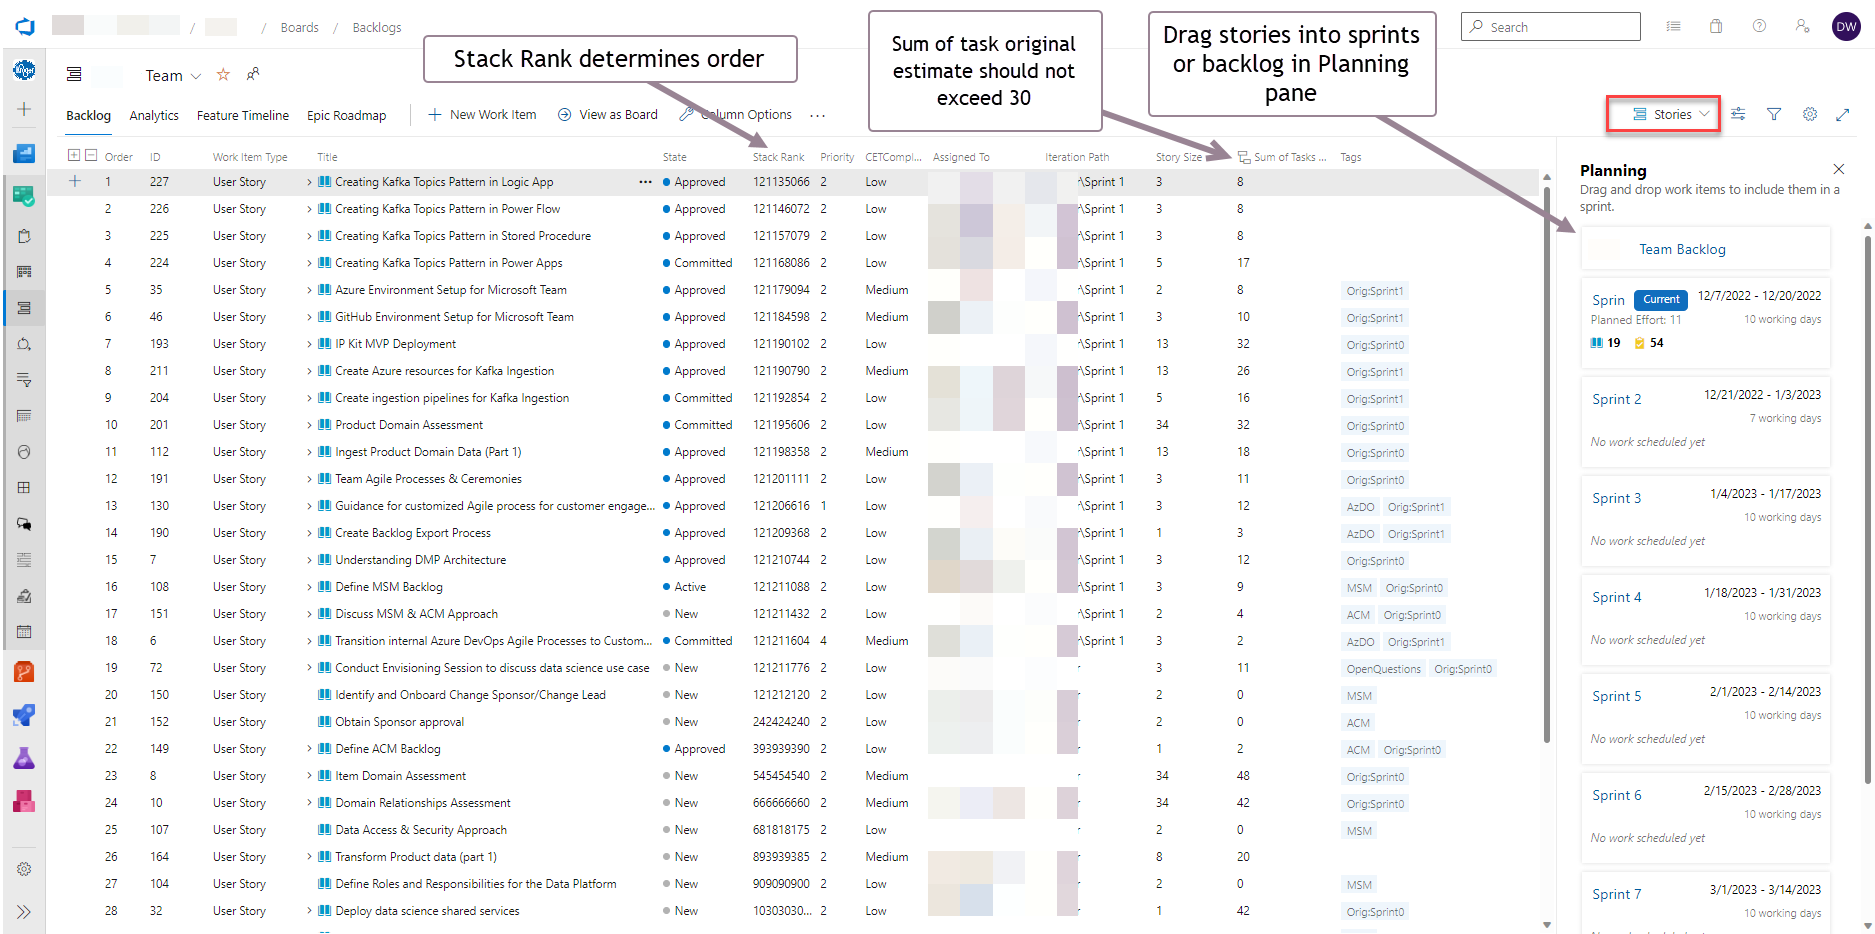 / / Boards / Backlogs
Search
DW
Stack Rank determines order
Sum of task original
estimate should not
exceed 30
Drag stories into sprints
or backlog in Planning
pane
Team
Backlog Analytics Feature Timeline Epic Roadmap New Work Item View as Board Column Options ...
Stories
Order ID Work Item Type Title State Stack Rank Priority CETCompl... Assigned To Iteration Path Story Size Sum of Tasks ... Tags
1 227 User Story Creating Kafka Topics Pattern in Logic App ... Approved 121135066 2 Low \Sprint 1 3 8
2 226 User Story Creating Kafka Topics Pattern in Power Flow Approved 121146072 2 Low \Sprint 1 3 8
3 225 User Story Creating Kafka Topics Pattern in Stored Procedure Approved 121157079 2 Low \Sprint 1 3 8
4 224 User Story Creating Kafka Topics Pattern in Power Apps Committed 121168086 2 Low \Sprint 1 5 17
5 35 User Story Azure Environment Setup for Microsoft Team Approved 121179094 2 Medium \Sprint 1 2 8 Orig:Sprint1
6 46 User Story GitHub Environment Setup for Microsoft Team Approved 121184598 2 Medium \Sprint 1 3 10 Orig:Sprint1
7 193 User Story IP Kit MVP Deployment Approved 121190102 2 Low \Sprint 1 13 32 Orig:Sprint0
8 211 User Story Create Azure resources for Kafka Ingestion Approved 121190790 2 Medium \Sprint 1 13 26 Orig:Sprint1
9 204 User Story Create ingestion pipelines for Kafka Ingestion Committed 121192854 2 Low \Sprint 1 5 16 Orig:Sprint1
10 201 User Story Product Domain Assessment Committed 121195606 2 Low \Sprint 1 34 32 Orig:Sprint0
11 112 User Story Ingest Product Domain Data (Part 1) Approved 121198358 2 Medium \Sprint 1 13 18 Orig:Sprint0
12 191 User Story Team Agile Processes & Ceremonies Approved 121201111 2 Low \Sprint 1 3 11 Orig:Sprint0
13 130 User Story Guidance for customized Agile process for customer engage... Approved 121206616 1 Low \Sprint 1 3 12 AzDO Orig:Sprint1
14 190 User Story Create Backlog Export Process Approved 121209368 2 Low \Sprint 1 1 3 AzDO Orig:Sprint1
15 7 User Story Understanding DMP Architecture Approved 121210744 2 Low \Sprint 1 3 12 Orig:Sprint0
16 108 User Story Define MSM Backlog Active 121211088 2 Low \Sprint 1 3 9 MSM Orig:Sprint0
17 151 User Story Discuss MSM & ACM Approach New 121211432 2 Low \Sprint 1 2 4 ACM Orig:Sprint0
18 6 User Story Transition internal Azure DevOps Agile Processes to Custom... Committed 121211604 4 Medium \Sprint 1 3 2 AzDO Orig:Sprint1
19 72 User Story Conduct Envisioning Session to discuss data science use case New 121211776 2 Low 3 11 OpenQuestions Orig:Sprint0
20 150 User Story Identify and Onboard Change Sponsor/Change Lead New 121212120 2 Low 2 0 MSM
21 152 User Story Obtain Sponsor approval New 242424240 2 Low 2 0 ACM
22 149 User Story Define ACM Backlog Approved 393939390 2 Low 1 2 ACM Orig:Sprint0
23 8 User Story Item Domain Assessment New 545454540 2 Medium 34 48 Orig:Sprint0
24 10 User Story Domain Relationships Assessment New 666666660 2 Medium 34 42 Orig:Sprint0
25 107 User Story Data Access & Security Approach New 681818175 2 Low 2 0 MSM
26 164 User Story Transform Product data (part 1) New 893939385 2 Medium 8 20
27 104 User Story Define Roles and Responsibilities for the Data Platform New 909090900 2 Low 2 0 MSM
28 32 User Story Deploy data science shared services New 10303030... 2 Low 1 42 Orig:Sprint0
Planning
Drag and drop work items to include them in a
sprint.
Team Backlog
Sprin Current 12/7/2022 - 12/20/2022
Planned Effort: 11 10 working days
19 54
Sprint 2 12/21/2022 - 1/3/2023
7 working days
No work scheduled yet
Sprint 3 1/4/2023 - 1/17/2023
10 working days
No work scheduled yet
Sprint 4 1/18/2023 - 1/31/2023
10 working days
No work scheduled yet
Sprint 5 2/1/2023 - 2/14/2023
10 working days
No work scheduled yet
Sprint 6 2/15/2023 - 2/28/2023
10 working days
No work scheduled yet
Sprint 7 3/1/2023 - 3/14/2023
10 working days